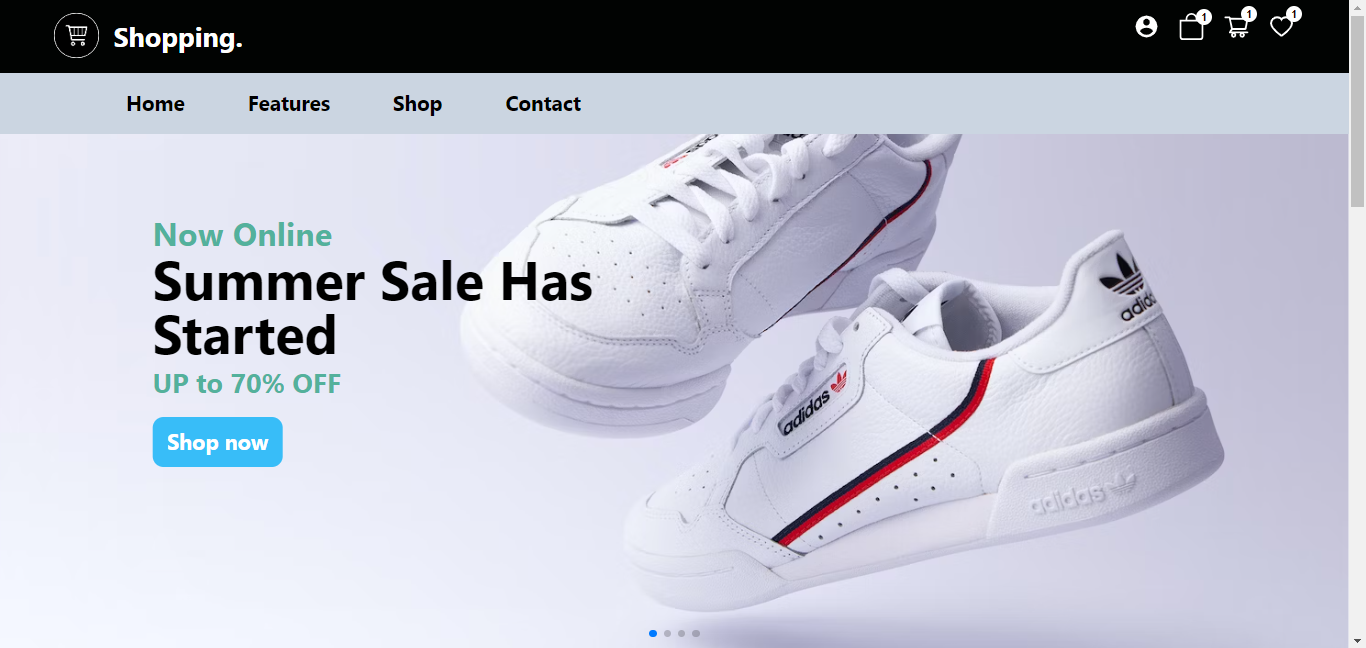 Shopping.
1
1
1
Home
Features
Shop
Contact
Now Online
Summer Sale Has
Started
UP to 70% OFF
Shop now
adidas
adidas
adidas